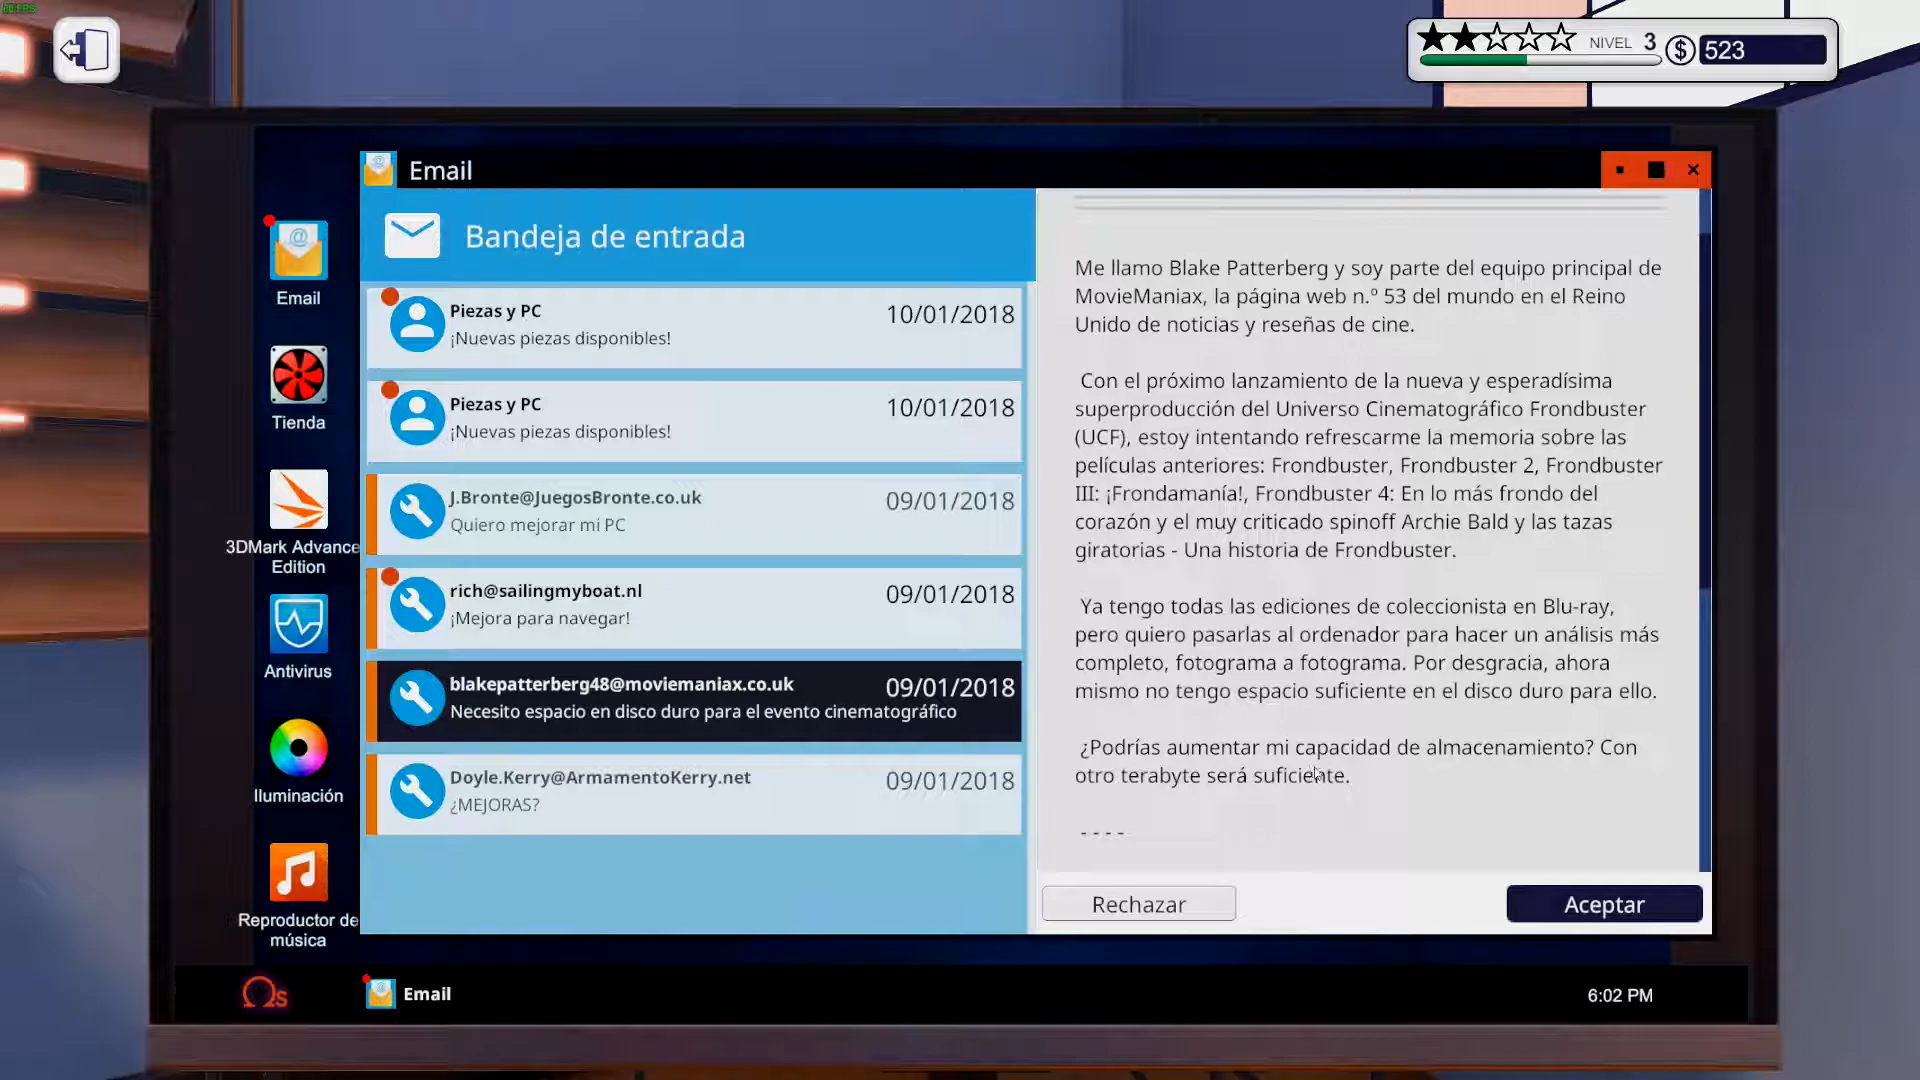 NIVEL 3
$ 523
Email
Bandeja de entrada
Email
Tienda
3DMark Advance
Edition
Antivirus
Iluminación
Reproductor de
música
Piezas y PC
10/01/2018
¡Nuevas piezas disponibles!
Piezas y PC
10/01/2018
¡Nuevas piezas disponibles!
J.Bronte@JuegosBronte.co.uk
09/01/2018
Quiero mejorar mi PC
rich@sailingmyboat.nl
09/01/2018
¡Mejora para navegar!
blakepatterberg48@moviemaniax.co.uk
09/01/2018
Necesito espacio en disco duro para el evento cinematográfico
Doyle.Kerry@ArmamentoKerry.net
09/01/2018
¿MEJORAS?
Me llamo Blake Patterberg y soy parte del equipo principal de
MovieManiax, la página web n.º 53 del mundo en el Reino
Unido de noticias y reseñas de cine.
Con el próximo lanzamiento de la nueva y esperadísima
superproducción del Universo Cinematográfico Frondbuster
(UCF), estoy intentando refrescarme la memoria sobre las
películas anteriores: Frondbuster, Frondbuster 2, Frondbuster
III: ¡Frondamanía!, Frondbuster 4: En lo más frondo del
corazón y el muy criticado spinoff Archie Bald y las tazas
giratorias - Una historia de Frondbuster.
Ya tengo todas las ediciones de coleccionista en Blu-ray,
pero quiero pasarlas al ordenador para hacer un análisis más
completo, fotograma a fotograma. Por desgracia, ahora
mismo no tengo espacio suficiente en el disco duro para ello.
¿Podrías aumentar mi capacidad de almacenamiento? Con
otro terabyte será suficiente.
- - - -
Rechazar
Aceptar
Ωs
Email
6:02 PM